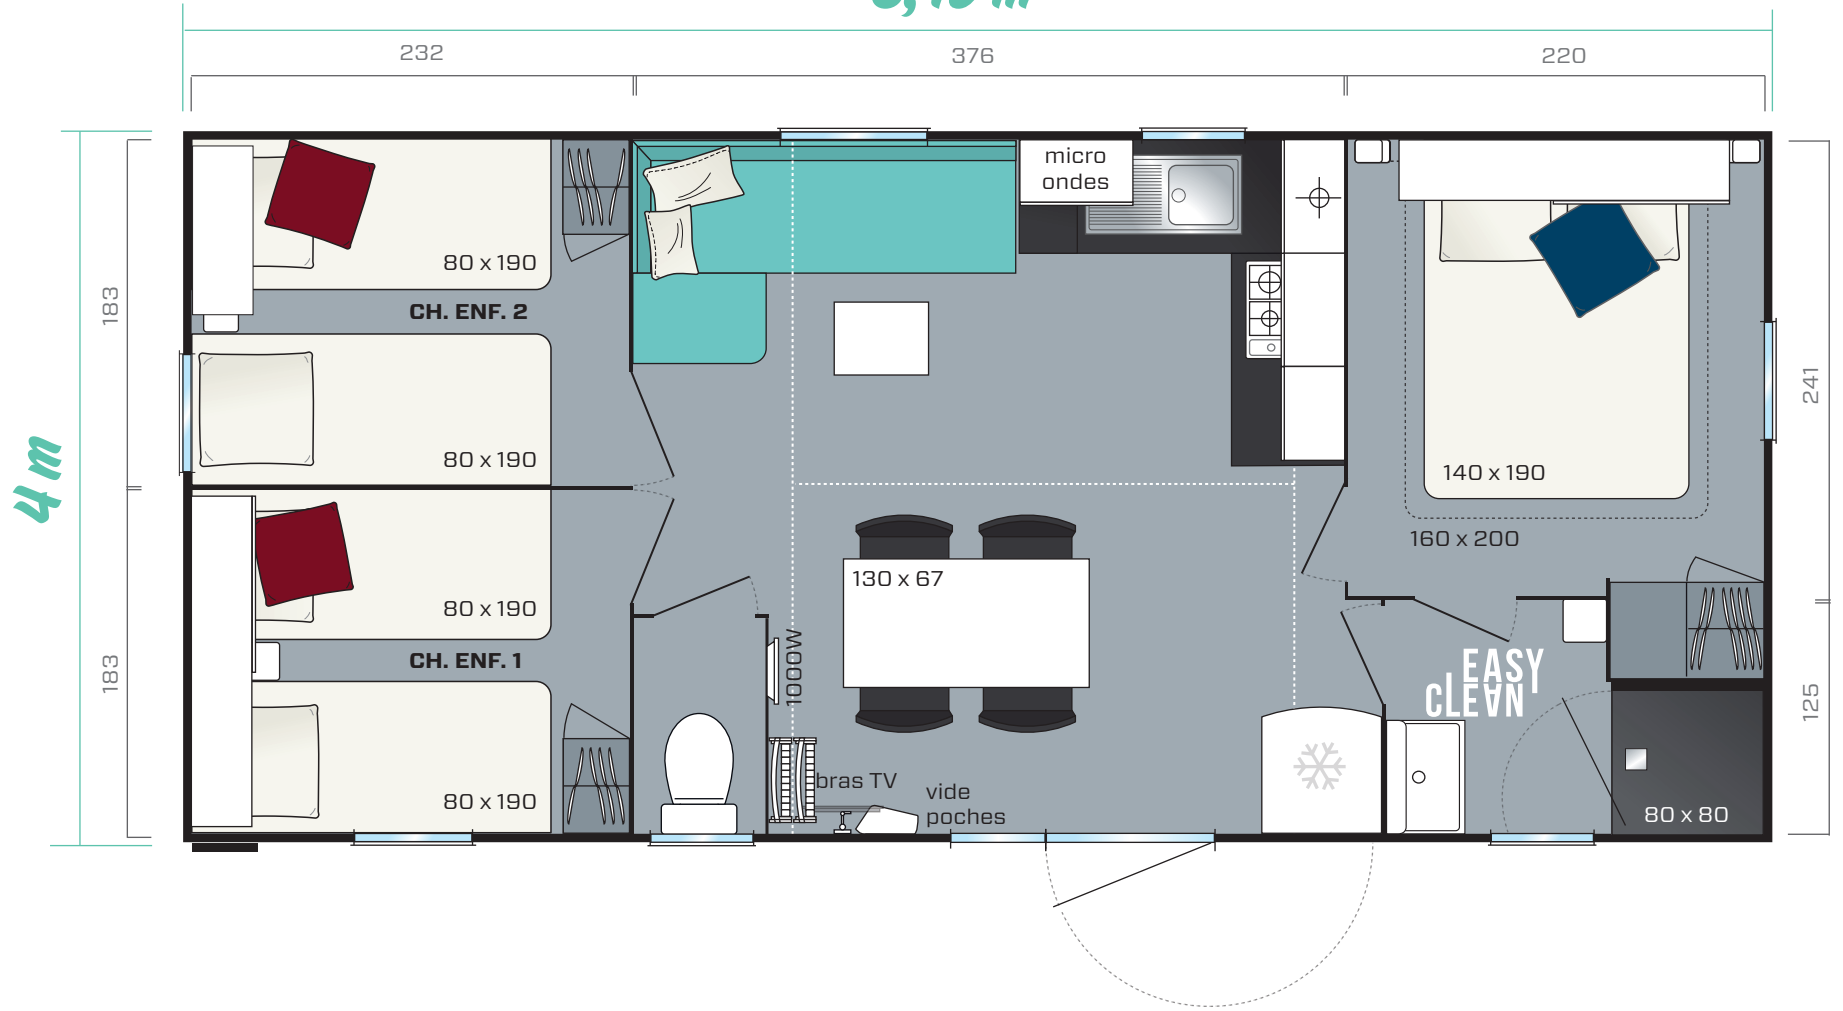 232
376
220
micro
ondes
80 x 190
CH. ENF. 2
183
241
80 x 190
140 x 190
4 m
160 x 200
130 x 67
80 x 190
CH. ENF. 1
1000W
183
EASY
CLEAN
125
80 x 190
bras TV
vide
poches
80 x 80